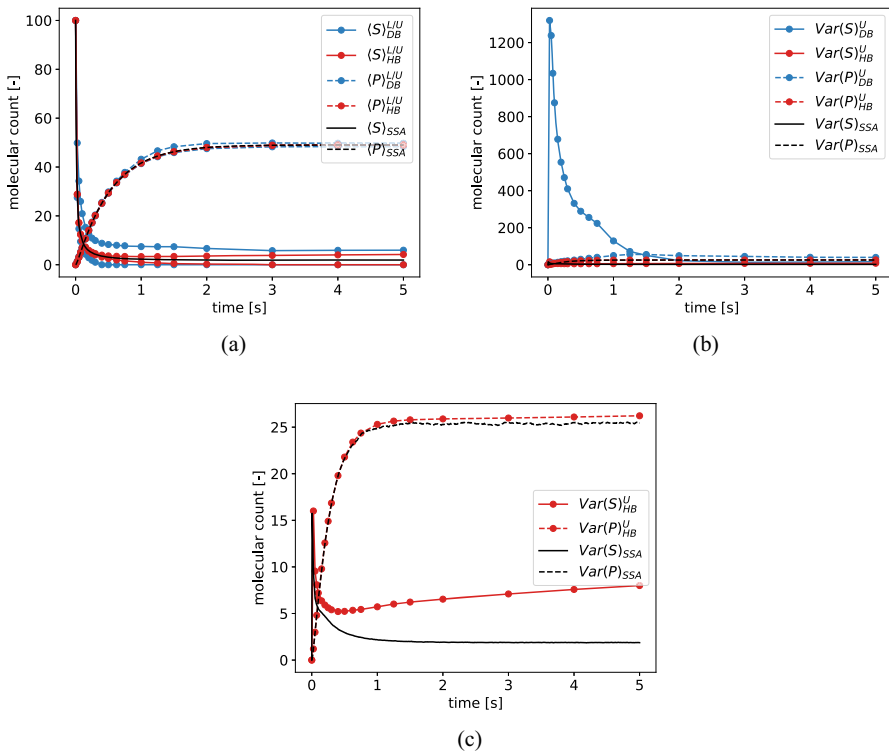 100
80
60
40
20
0
molecular count [-]
0 1 2 3 4 5
time [s]
⟨S⟩^{L/U}_{DB}
⟨S⟩^{L/U}_{HB}
⟨P⟩^{L/U}_{DB}
⟨P⟩^{L/U}_{HB}
⟨S⟩_{SSA}
⟨P⟩_{SSA}
(a)
1200
1000
800
600
400
200
0
molecular count [-]
0 1 2 3 4 5
time [s]
Var(S)^U_{DB}
Var(S)^U_{HB}
Var(P)^U_{DB}
Var(P)^U_{HB}
Var(S)_{SSA}
Var(P)_{SSA}
(b)
25
20
15
10
5
0
molecular count [-]
0 1 2 3 4 5
time [s]
Var(S)^U_{HB}
Var(P)^U_{HB}
Var(S)_{SSA}
Var(P)_{SSA}
(c)